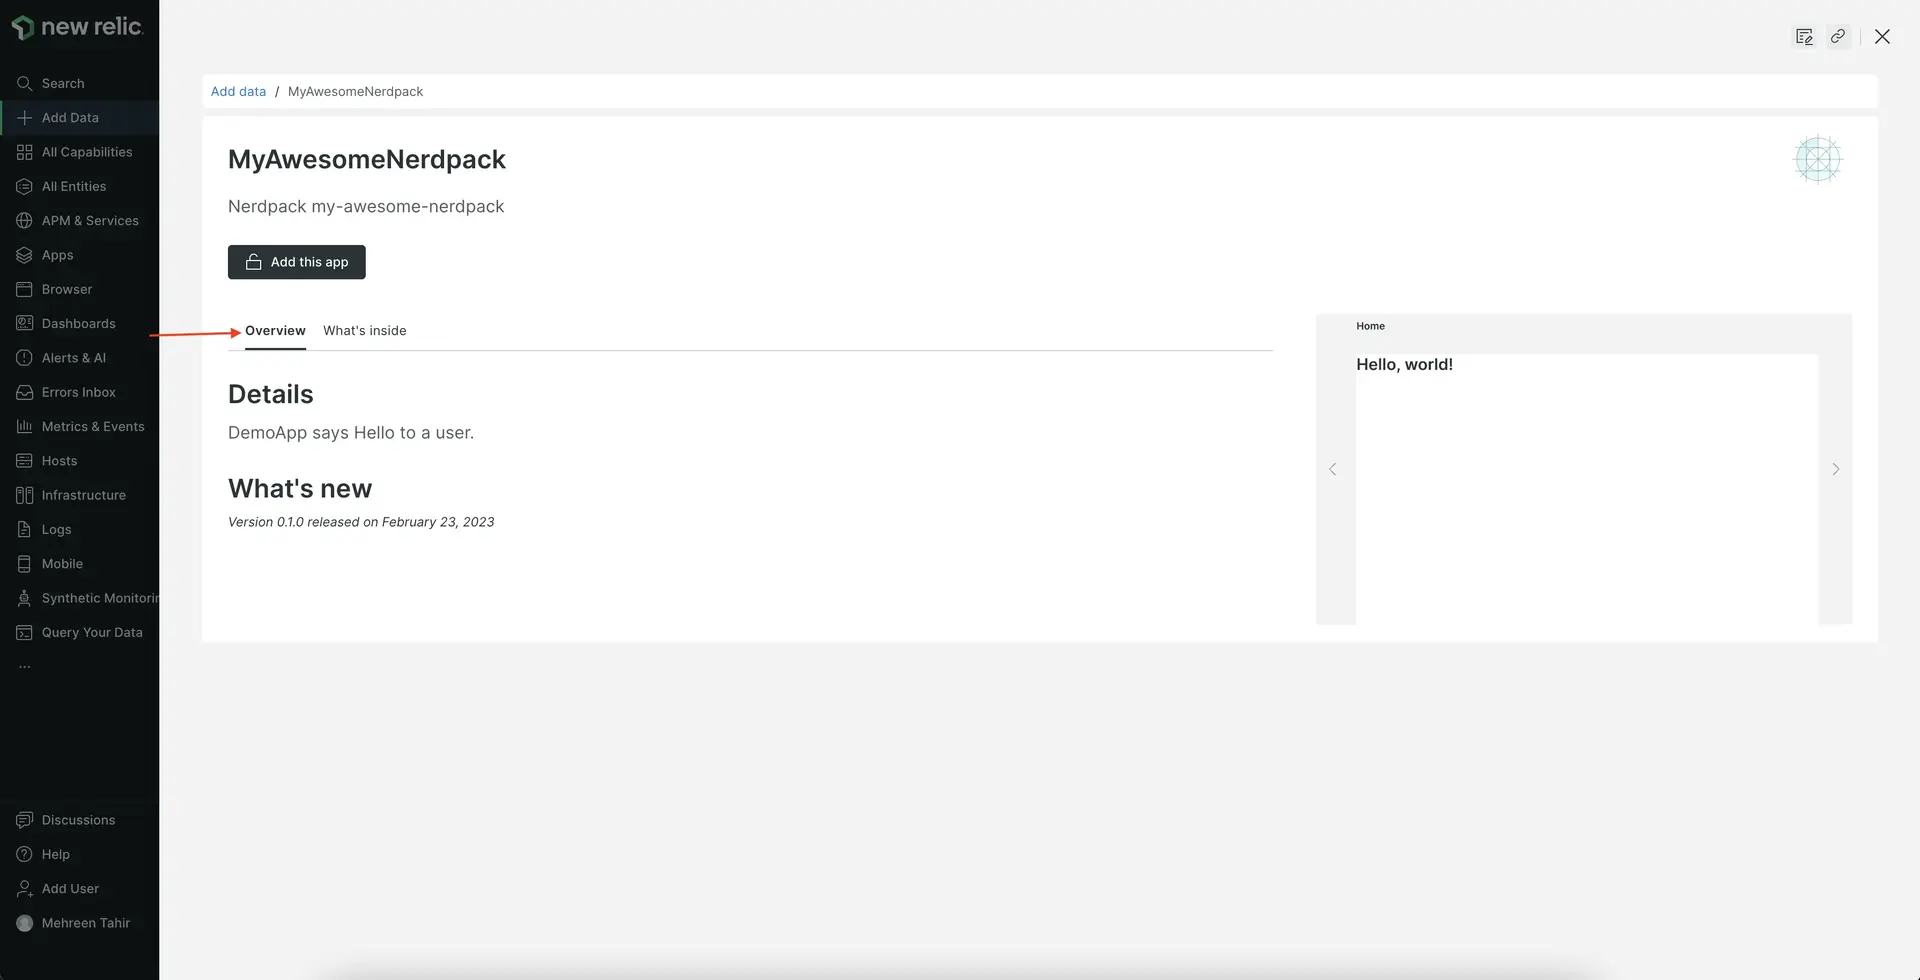 new relic.
Search
Add Data
All Capabilities
All Entities
APM & Services
Apps
Browser
Dashboards
Alerts & AI
Errors Inbox
Metrics & Events
Hosts
Infrastructure
Logs
Mobile
Synthetic Monitorin
Query Your Data
...
Discussions
Help
Add User
Mehreen Tahir
Add data / MyAwesomeNerdpack
MyAwesomeNerdpack
Nerdpack my-awesome-nerdpack
Add this app
Overview What's inside
Details
DemoApp says Hello to a user.
What's new
Version 0.1.0 released on February 23, 2023
Home
Hello, world!